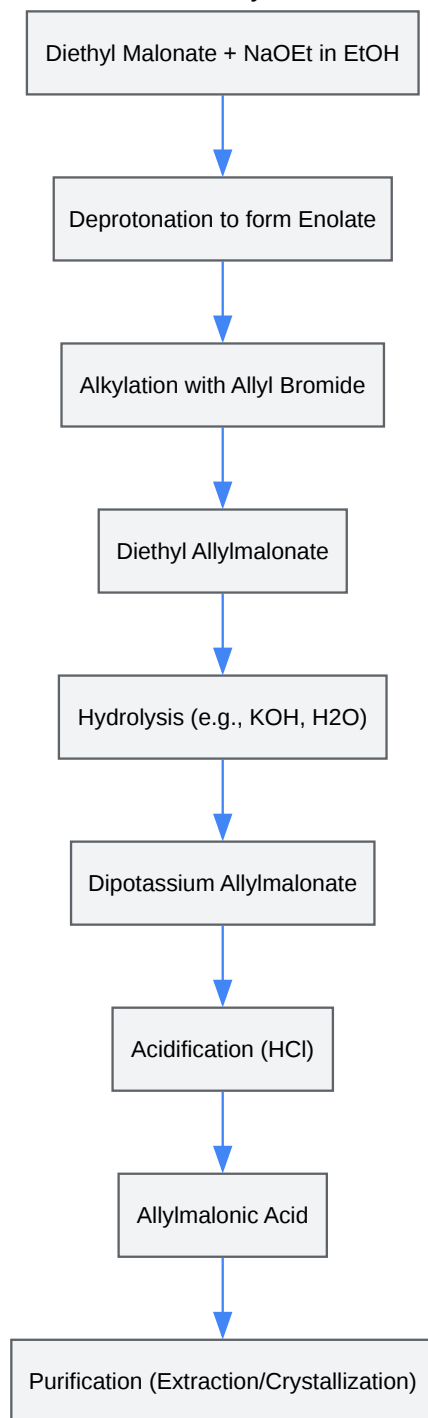 Diethyl Malonate + NaOEt in EtOH
Deprotonation to form Enolate
Alkylation with Allyl Bromide
Diethyl Allylmalonate
Hydrolysis (e.g., KOH, H2O)
Dipotassium Allylmalonate
Acidification (HCl)
Allylmalonic Acid
Purification (Extraction/Crystallization)